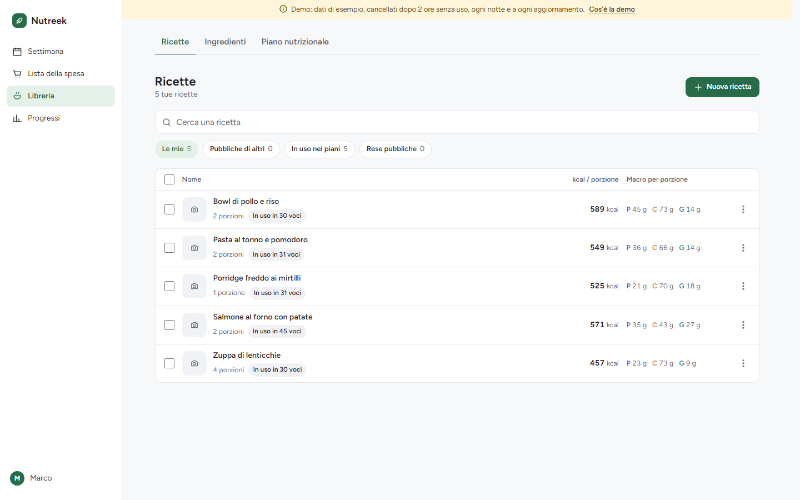 Demo: dati di esempio, cancellati dopo 2 ore senza uso, ogni notte e a ogni aggiornamento. Cos'è la demo
Nutreek
Settimana
Lista della spesa
Libreria
Progressi
Ricette Ingredienti Piano nutrizionale
Ricette
5 tue ricette
Nuova ricetta
Cerca una ricetta
Le mie 5 Pubbliche di altri 0 In uso nei piani 5 Rese pubbliche 0
Nome kcal / porzione Macro per porzione
Bowl di pollo e riso
2 porzioni In uso in 30 voci
589 kcal P 45 g C 73 g G 14 g
Pasta al tonno e pomodoro
2 porzioni In uso in 31 voci
549 kcal P 36 g C 66 g G 14 g
Porridge freddo ai mirtilli
1 porzione In uso in 31 voci
525 kcal P 21 g C 70 g G 18 g
Salmone al forno con patate
2 porzioni In uso in 45 voci
571 kcal P 35 g C 43 g G 27 g
Zuppa di lenticchie
4 porzioni In uso in 30 voci
457 kcal P 23 g C 73 g G 9 g
M Marco